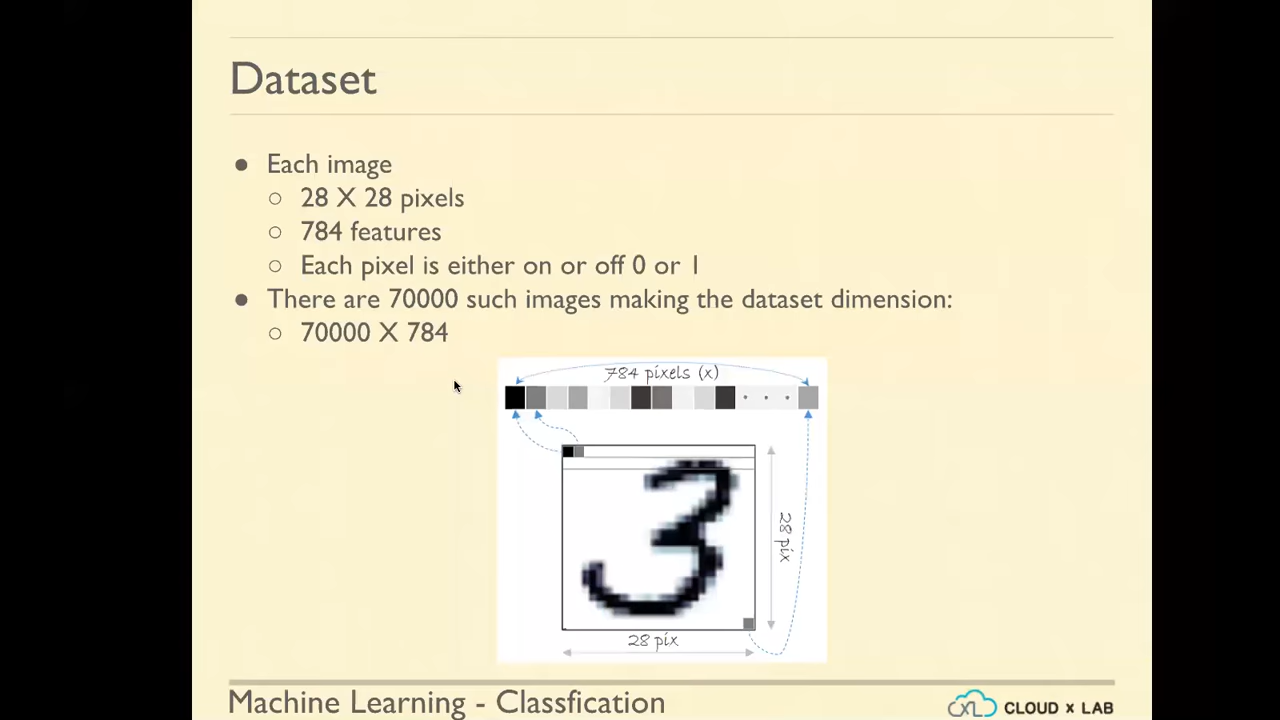 Dataset
● Each image
○ 28 X 28 pixels
○ 784 features
○ Each pixel is either on or off 0 or 1
● There are 70000 such images making the dataset dimension:
○ 70000 X 784
784 pixels (x)
3
28 pix
28 pix
Machine Learning - Classfication
CXL CLOUD x LAB